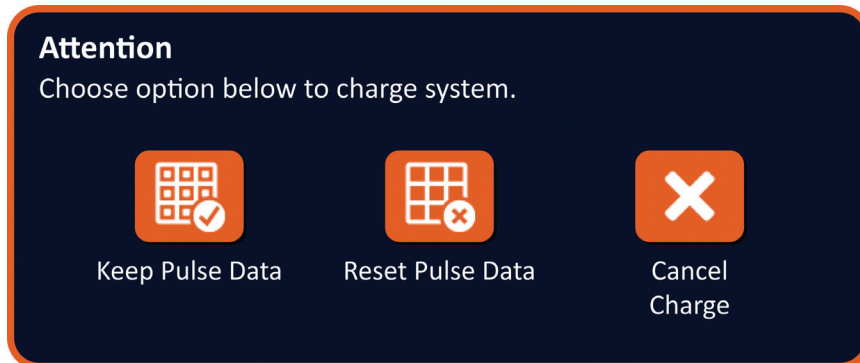 Attention
Choose option below to charge system.
Keep Pulse Data
Reset Pulse Data
Cancel
Charge